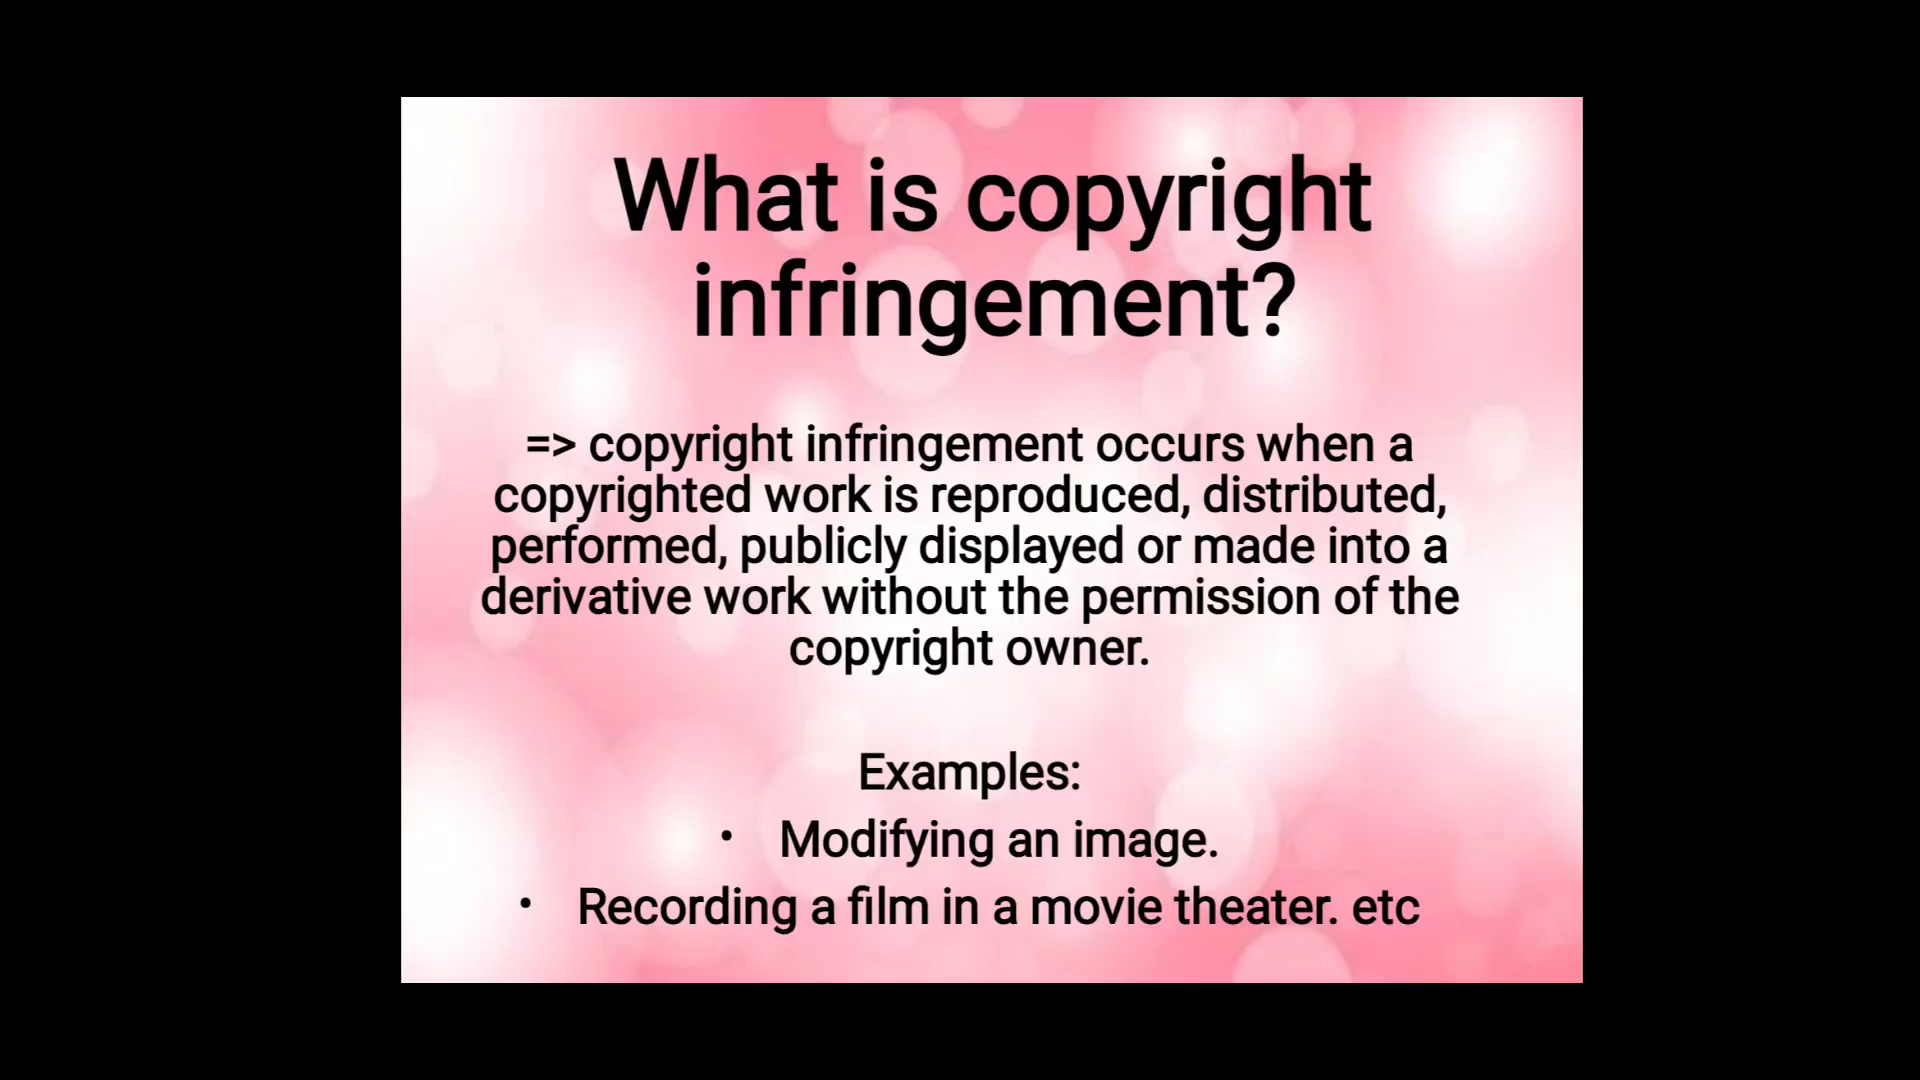 What is copyright
infringement?
=> copyright infringement occurs when a
copyrighted work is reproduced, distributed,
performed, publicly displayed or made into a
derivative work without the permission of the
copyright owner.
Examples:
• Modifying an image.
• Recording a film in a movie theater. etc